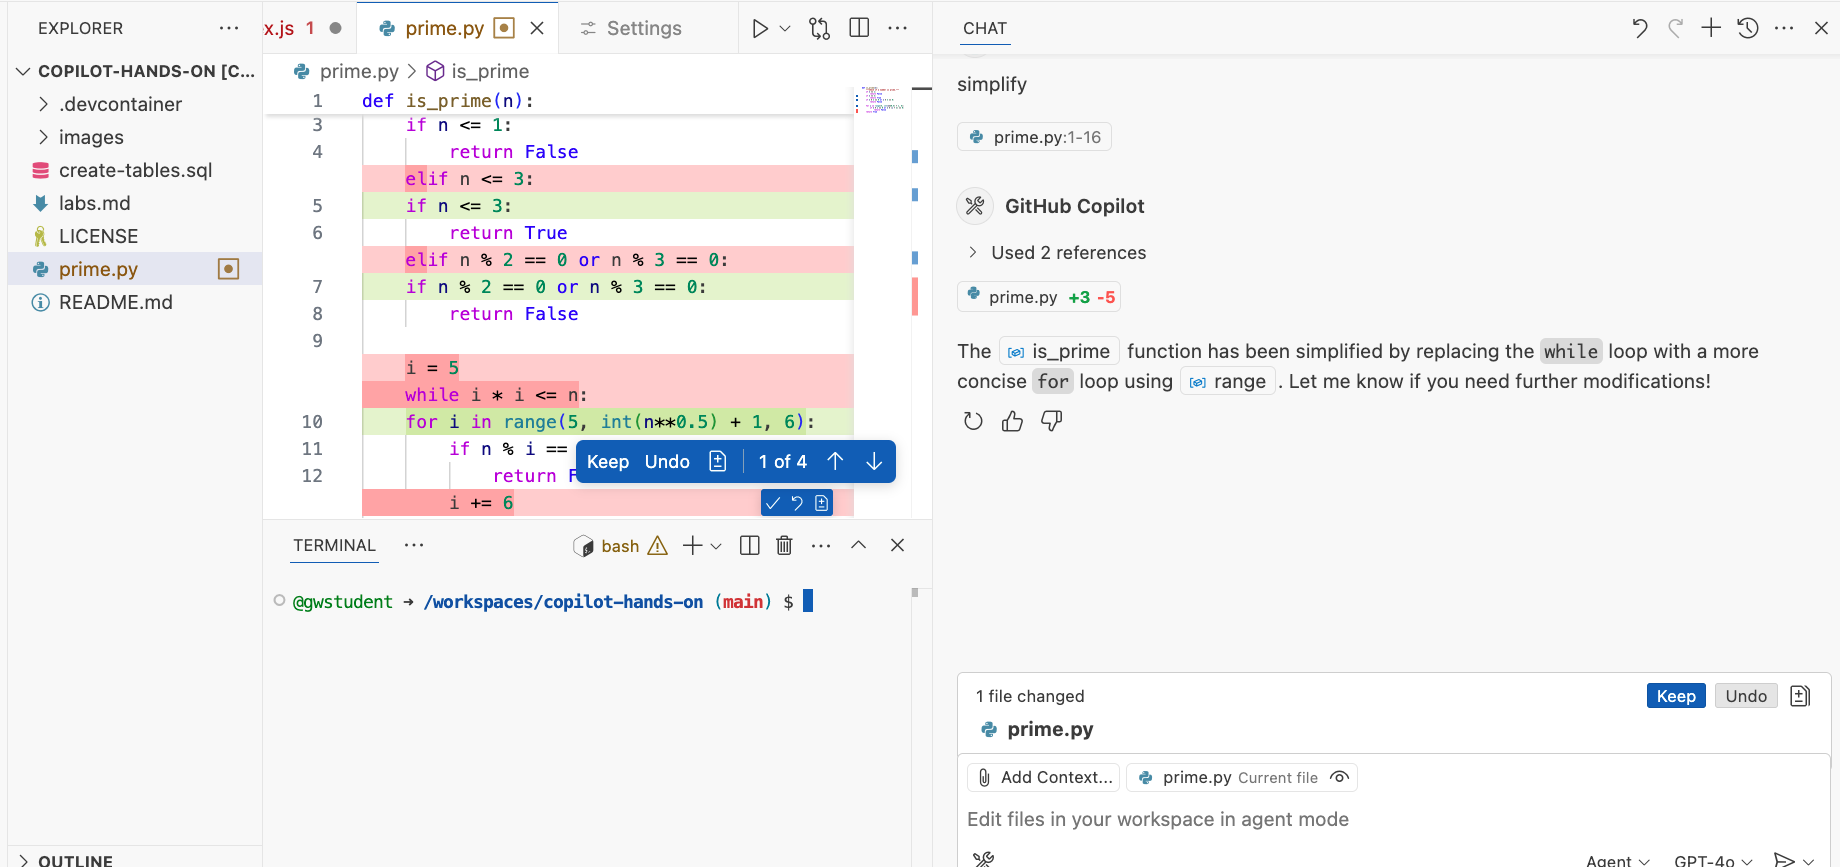 EXPLORER
COPILOT-HANDS-ON [C...
.devcontainer
images
create-tables.sql
labs.md
LICENSE
prime.py
README.md
OUTLINE
x.js 1
prime.py
Settings
prime.py > is_prime
1 def is_prime(n):
3 if n <= 1:
4 return False
elif n <= 3:
5 if n <= 3:
6 return True
elif n % 2 == 0 or n % 3 == 0:
7 if n % 2 == 0 or n % 3 == 0:
8 return False
9
i = 5
while i * i <= n:
10 for i in range(5, int(n**0.5) + 1, 6):
11 if n % i ==
12 return F
i += 6
Keep Undo 1 of 4
TERMINAL
bash
@gwstudent → /workspaces/copilot-hands-on (main) $
CHAT
simplify
prime.py:1-16
GitHub Copilot
Used 2 references
prime.py +3 -5
The is_prime function has been simplified by replacing the while loop with a more
concise for loop using range . Let me know if you need further modifications!
1 file changed
Keep Undo
prime.py
Add Context... prime.py Current file
Edit files in your workspace in agent mode
Agent GPT-4o